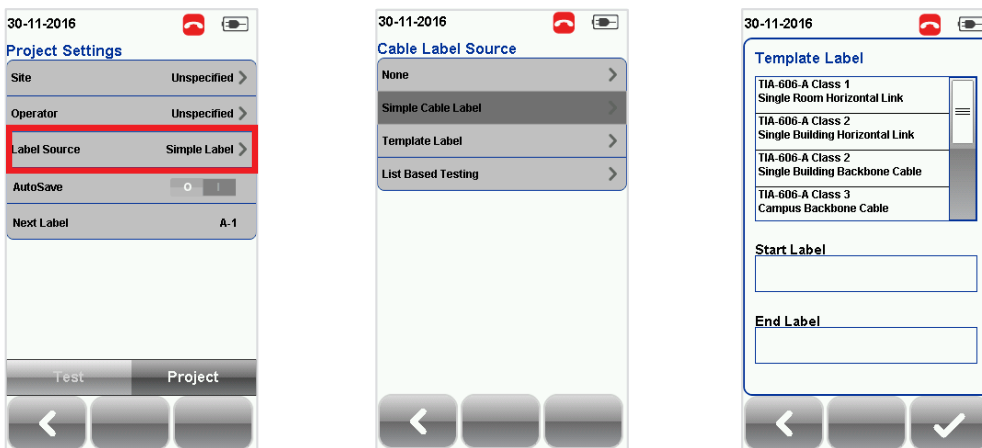 30-11-2016
Project Settings
Site Unspecified
Operator Unspecified
Label Source Simple Label
AutoSave O I
Next Label A-1
Test Project
30-11-2016
Cable Label Source
None
Simple Cable Label
Template Label
List Based Testing
30-11-2016
Template Label
TIA-606-A Class 1
Single Room Horizontal Link
TIA-606-A Class 2
Single Building Horizontal Link
TIA-606-A Class 2
Single Building Backbone Cable
TIA-606-A Class 3
Campus Backbone Cable
Start Label
End Label